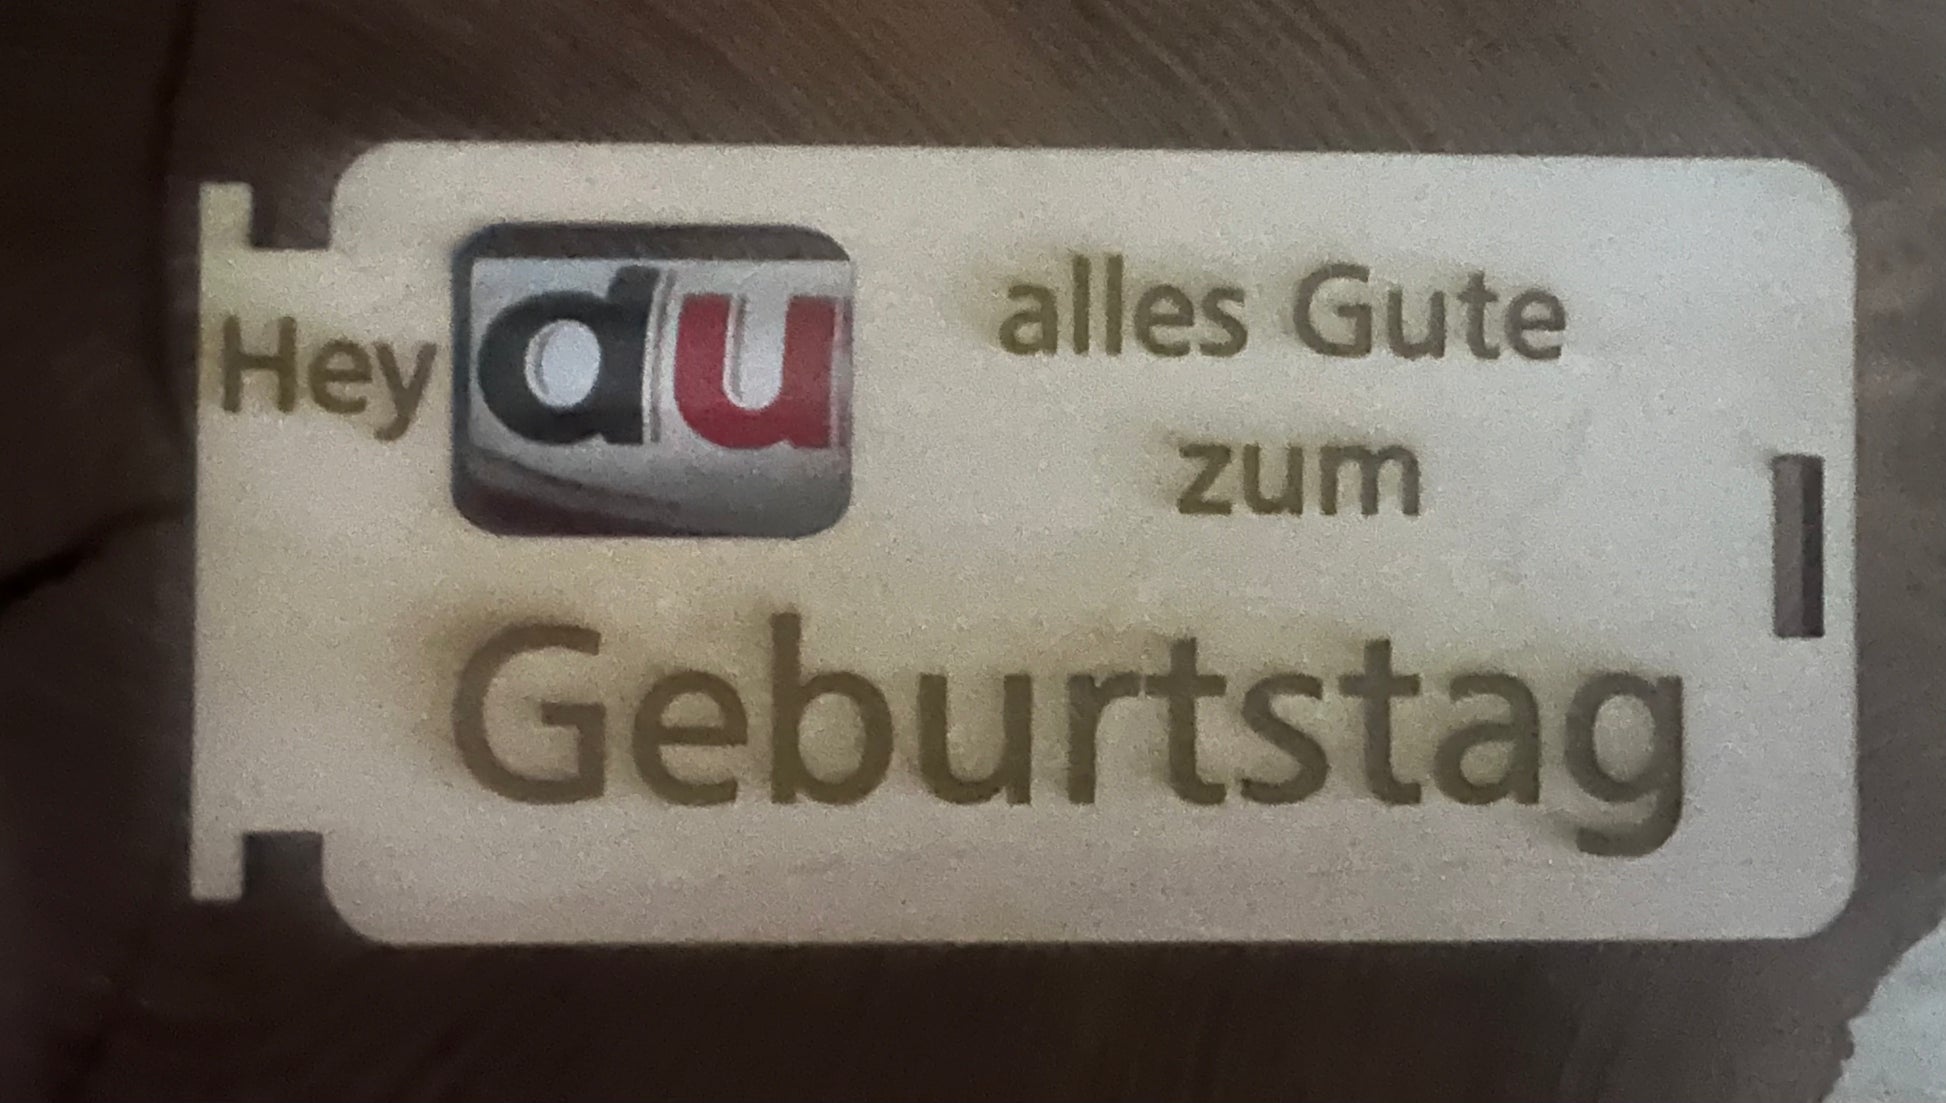 Hey du alles Gute
zum
Geburtstag